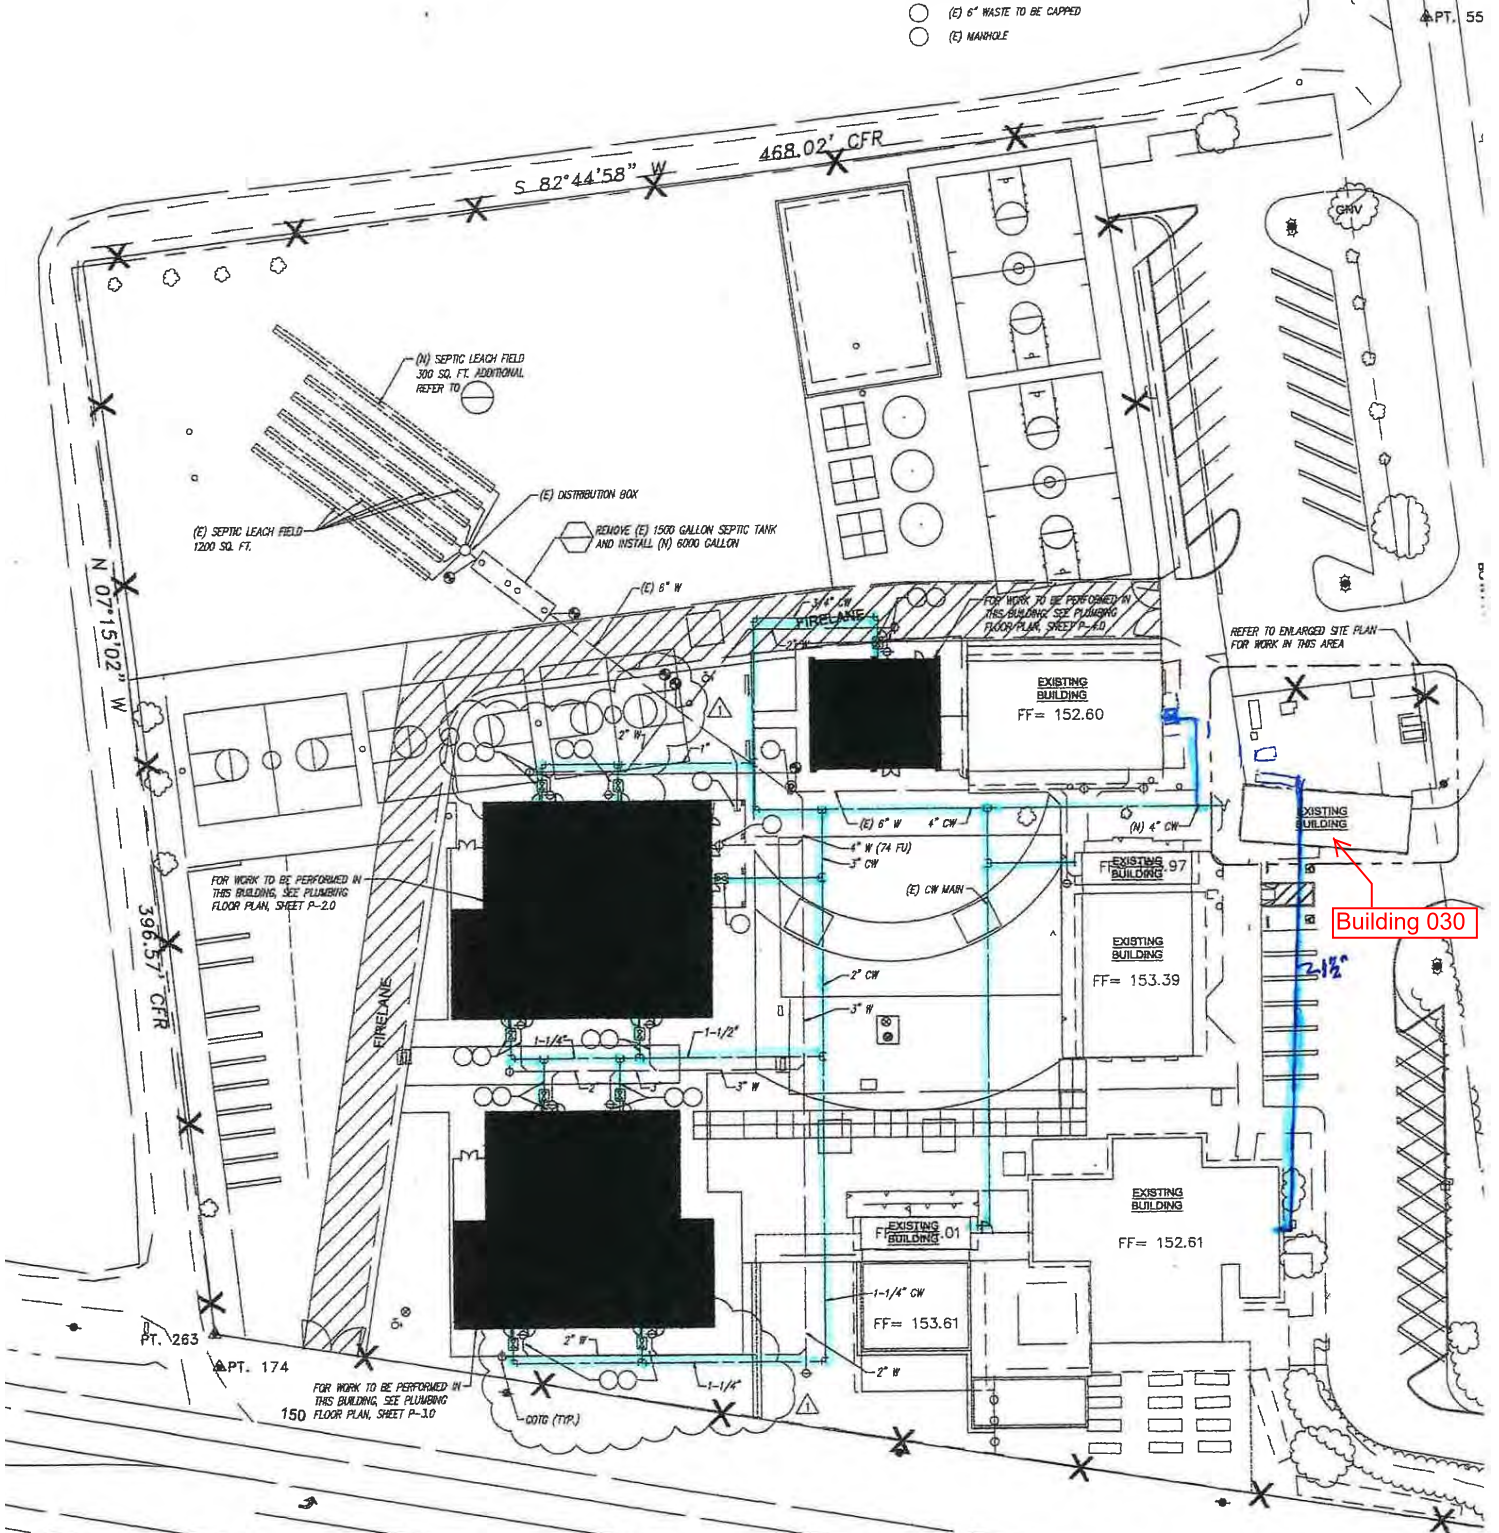 (E) 6" WASTE TO BE CAPPED
(E) MANHOLE
PT. 55
S 82°44'58" W
468.02' CFR
GNV
(N) SEPTIC LEACH FIELD
300 SQ. FT. ADDITIONAL
REFER TO
(E) DISTRIBUTION BOX
(E) SEPTIC LEACH FIELD
1200 SQ. FT.
REMOVE (E) 1500 GALLON SEPTIC TANK
AND INSTALL (N) 6000 GALLON
(E) 6" W
N 07°15'02" W
396.57' CFR
3/4" CW
FIRELANE
2" W
FOR WORK TO BE PERFORMED IN
THIS BUILDING, SEE PLUMBING
FLOOR PLAN, SHEET P-4.0
REFER TO ENLARGED SITE PLAN
FOR WORK IN THIS AREA
EXISTING
BUILDING
FF= 152.60
2" W
1"
1
(E) 6" W
4" CW
(N) 4" CW
EXISTING
BUILDING
4" W (74 FU)
3" CW
(E) CW MAIN
EXISTING
BUILDING
.97
Building 030
FOR WORK TO BE PERFORMED IN
THIS BUILDING, SEE PLUMBING
FLOOR PLAN, SHEET P-2.0
EXISTING
BUILDING
FF= 153.39
2½"
2" CW
3" W
FIRELANE
1-1/4"
1-1/2"
2"
3"
3" W
EXISTING
BUILDING
FF= 152.61
EXISTING
BUILDING
.01
1-1/4" CW
FF= 153.61
PT. 263
PT. 174
150
2" W
1-1/4"
2" W
1
FOR WORK TO BE PERFORMED IN
THIS BUILDING, SEE PLUMBING
FLOOR PLAN, SHEET P-3.0
COTG (TYP.)